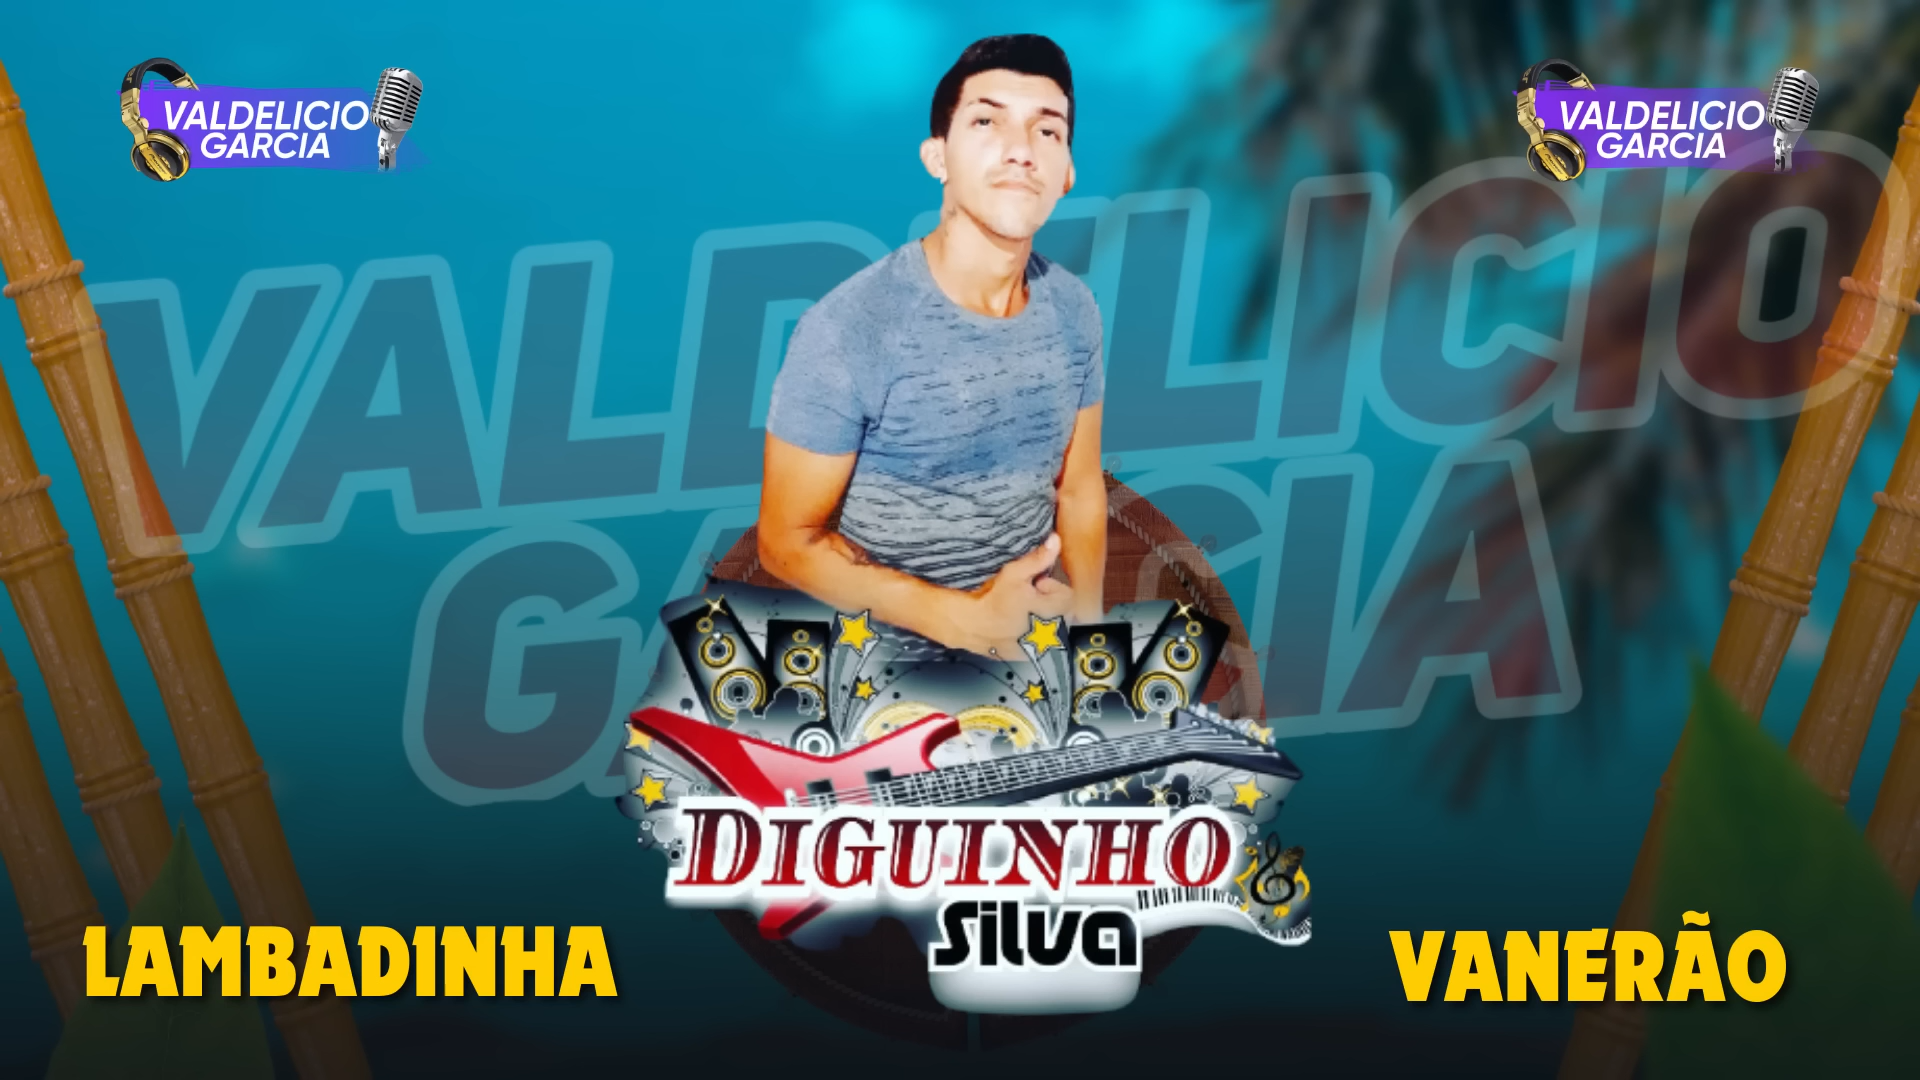 VALDELICIO
GARCIA
VALDELICIO
GARCIA
VALDELICIO
GARCIA
DIGUINHO
Silva
LAMBADINHA
VANERÃO